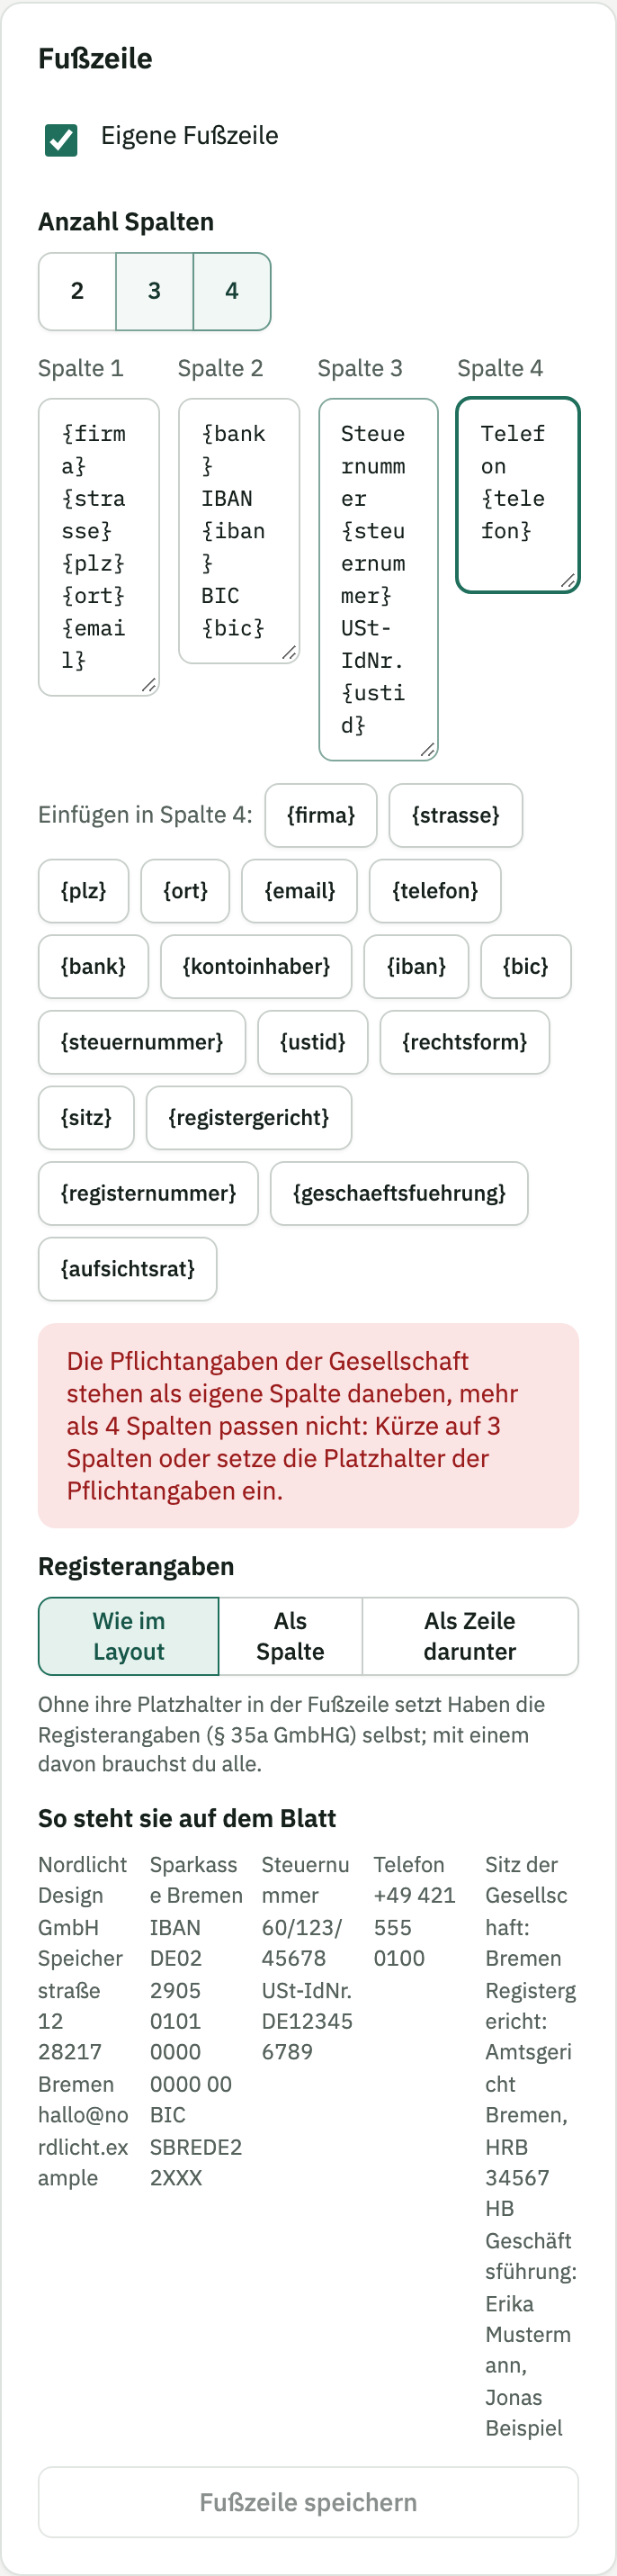 Fußzeile
Eigene Fußzeile
Anzahl Spalten
2 3 4
Spalte 1 Spalte 2 Spalte 3 Spalte 4
{firm
a}
{stra
sse}
{plz}
{ort}
{emai
l}
{bank
}
IBAN
{iban
}
BIC
{bic}
Steue
rnumm
er
{steu
ernum
mer}
USt-
IdNr.
{usti
d}
Telef
on
{tele
fon}
Einfügen in Spalte 4: {firma} {strasse}
{plz} {ort} {email} {telefon}
{bank} {kontoinhaber} {iban} {bic}
{steuernummer} {ustid} {rechtsform}
{sitz} {registergericht}
{registernummer} {geschaeftsfuehrung}
{aufsichtsrat}
Die Pflichtangaben der Gesellschaft
stehen als eigene Spalte daneben, mehr
als 4 Spalten passen nicht: Kürze auf 3
Spalten oder setze die Platzhalter der
Pflichtangaben ein.
Registerangaben
Wie im
Layout
Als
Spalte
Als Zeile
darunter
Ohne ihre Platzhalter in der Fußzeile setzt Haben die
Registerangaben (§ 35a GmbHG) selbst; mit einem
davon brauchst du alle.
So steht sie auf dem Blatt
Nordlicht
Design
GmbH
Speicher
straße
12
28217
Bremen
hallo@no
rdlicht.ex
ample
Sparkass
e Bremen
IBAN
DE02
2905
0101
0000
0000 00
BIC
SBREDE2
2XXX
Steuernu
mmer
60/123/
45678
USt-IdNr.
DE12345
6789
Telefon
+49 421
555
0100
Sitz der
Gesellsc
haft:
Bremen
Registerg
ericht:
Amtsgeri
cht
Bremen,
HRB
34567
HB
Geschäft
sführung:
Erika
Musterm
ann,
Jonas
Beispiel
Fußzeile speichern